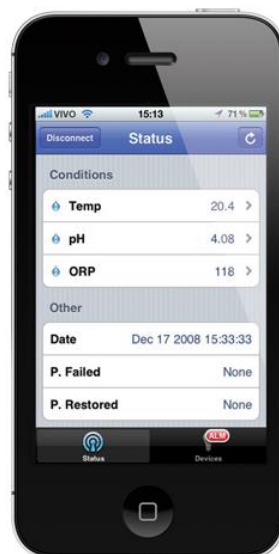 VIVO 15:13 71%
Disconnect Status
Conditions
Temp 20.4
pH 4.08
ORP 118
Other
Date Dec 17 2008 15:33:33
P. Failed None
P. Restored None
ALM
Status Devices